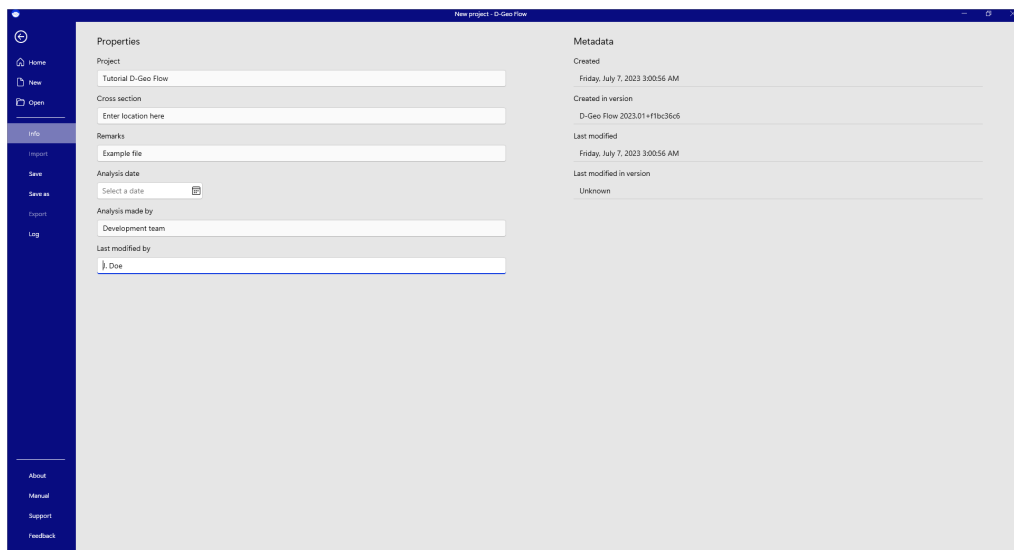 New project - D-Geo Flow
Home
New
Open
Info
Import
Save
Save as
Export
Log
About
Manual
Support
Feedback
Properties
Project
Tutorial D-Geo Flow
Cross section
Enter location here
Remarks
Example file
Analysis date
Select a date
Analysis made by
Development team
Last modified by
J. Doe
Metadata
Created
Friday, July 7, 2023 3:00:56 AM
Created in version
D-Geo Flow 2023.01+f1bc36c6
Last modified
Friday, July 7, 2023 3:00:56 AM
Last modified in version
Unknown